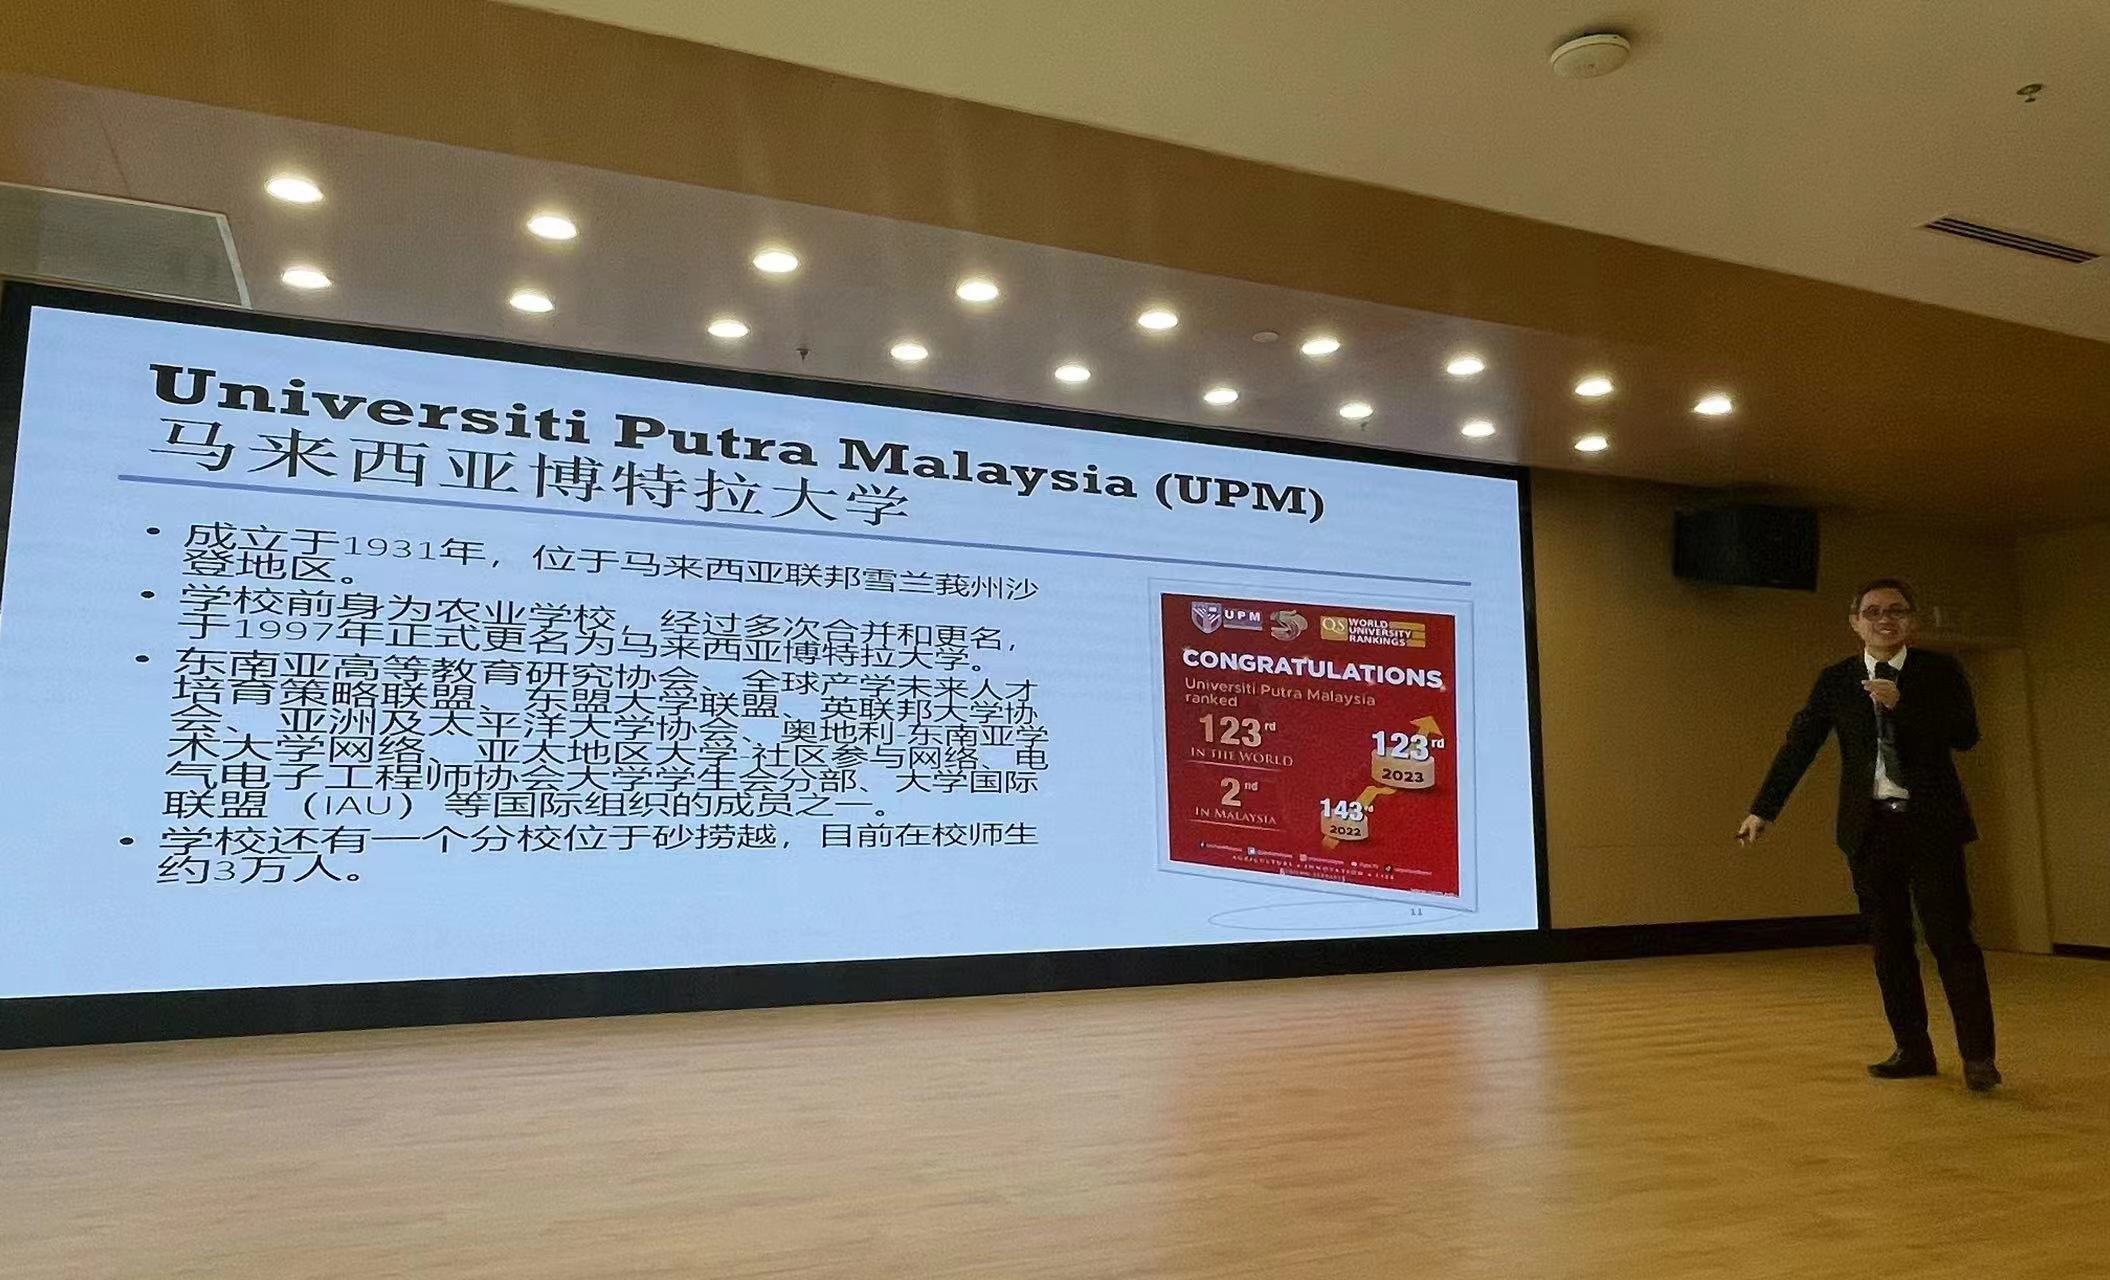 Universiti Putra Malaysia (UPM)
马来西亚博特拉大学
• 成立于1931年，位于马来西亚联邦雪兰莪州沙
登地区。
• 学校前身为农业学校，经过多次合并和更名，
于1997年正式更名为马来西亚博特拉大学。
• 东南亚高等教育研究协会、全球产学未来人才
培育策略联盟、东盟大学联盟、英联邦大学协
会、亚洲及太平洋大学协会、奥地利-东南亚学
术大学网络、亚太地区大学-社区参与网络、电
气电子工程师协会大学学生会分部、大学国际
联盟（IAU）等国际组织的成员之一。
• 学校还有一个分校位于砂捞越，目前在校师生
约3万人。
UPM
QS WORLD
UNIVERSITY
RANKINGS
CONGRATULATIONS
Universiti Putra Malaysia
ranked
123rd
IN THE WORLD
2nd
IN MALAYSIA
123rd
2023
143rd
2022
AGRICULTURE • INNOVATION • LIFE
11